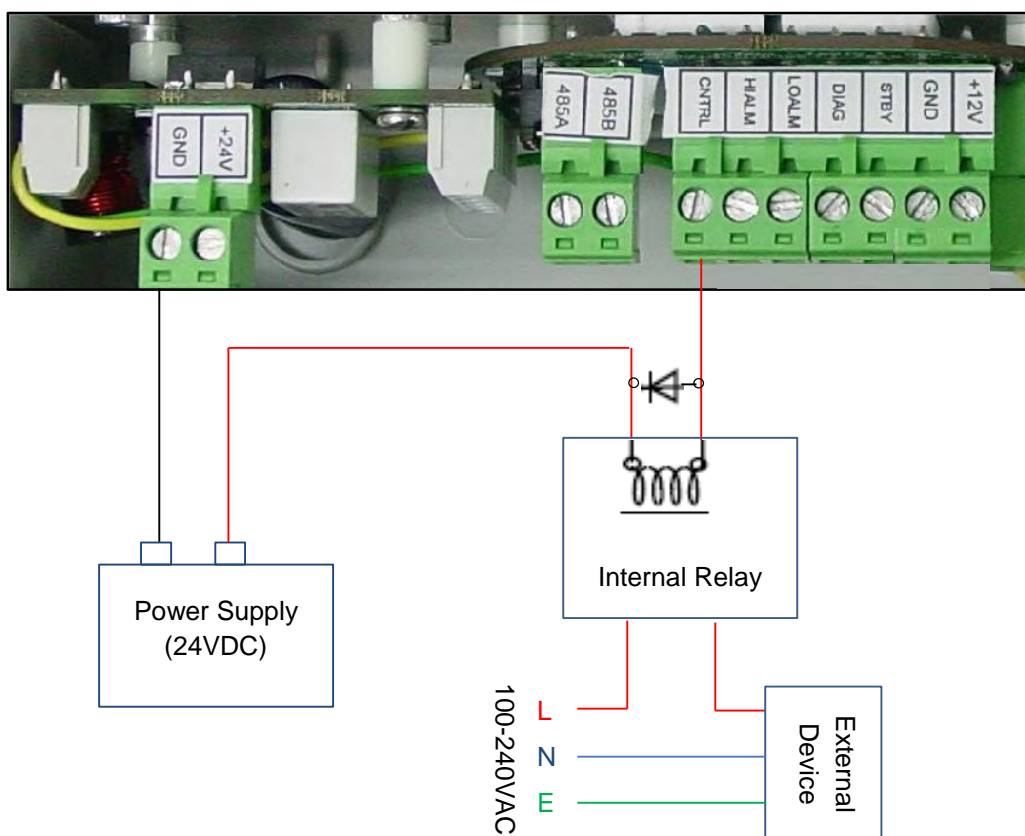 GND
+24V
485A
485B
CNTRL
HIALM
LOALM
DIAG
STBY
GND
+12V
Internal Relay
Power Supply
(24VDC)
100-240VAC
L
N
E
External
Device